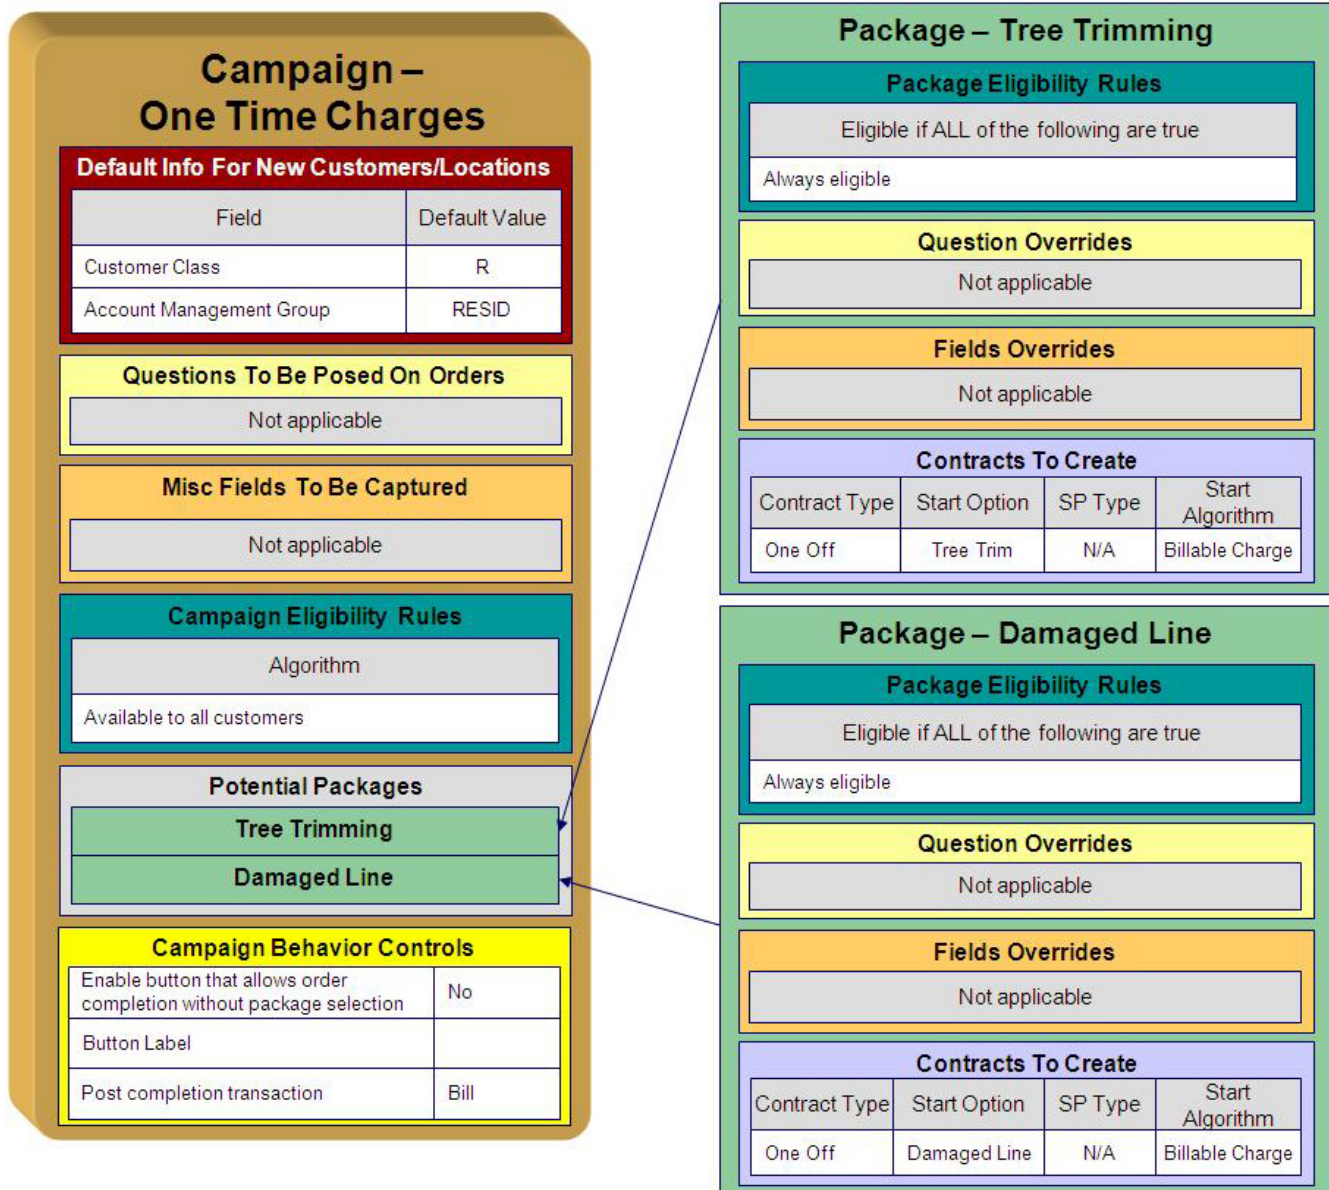 Campaign –
One Time Charges
Default Info For New Customers/Locations
Field Default Value
Customer Class R
Account Management Group RESID
Questions To Be Posed On Orders
Not applicable
Misc Fields To Be Captured
Not applicable
Campaign Eligibility Rules
Algorithm
Available to all customers
Potential Packages
Tree Trimming
Damaged Line
Campaign Behavior Controls
Enable button that allows order
completion without package selection No
Button Label
Post completion transaction Bill
Package – Tree Trimming
Package Eligibility Rules
Eligible if ALL of the following are true
Always eligible
Question Overrides
Not applicable
Fields Overrides
Not applicable
Contracts To Create
Contract Type Start Option SP Type Start
Algorithm
One Off Tree Trim N/A Billable Charge
Package – Damaged Line
Package Eligibility Rules
Eligible if ALL of the following are true
Always eligible
Question Overrides
Not applicable
Fields Overrides
Not applicable
Contracts To Create
Contract Type Start Option SP Type Start
Algorithm
One Off Damaged Line N/A Billable Charge